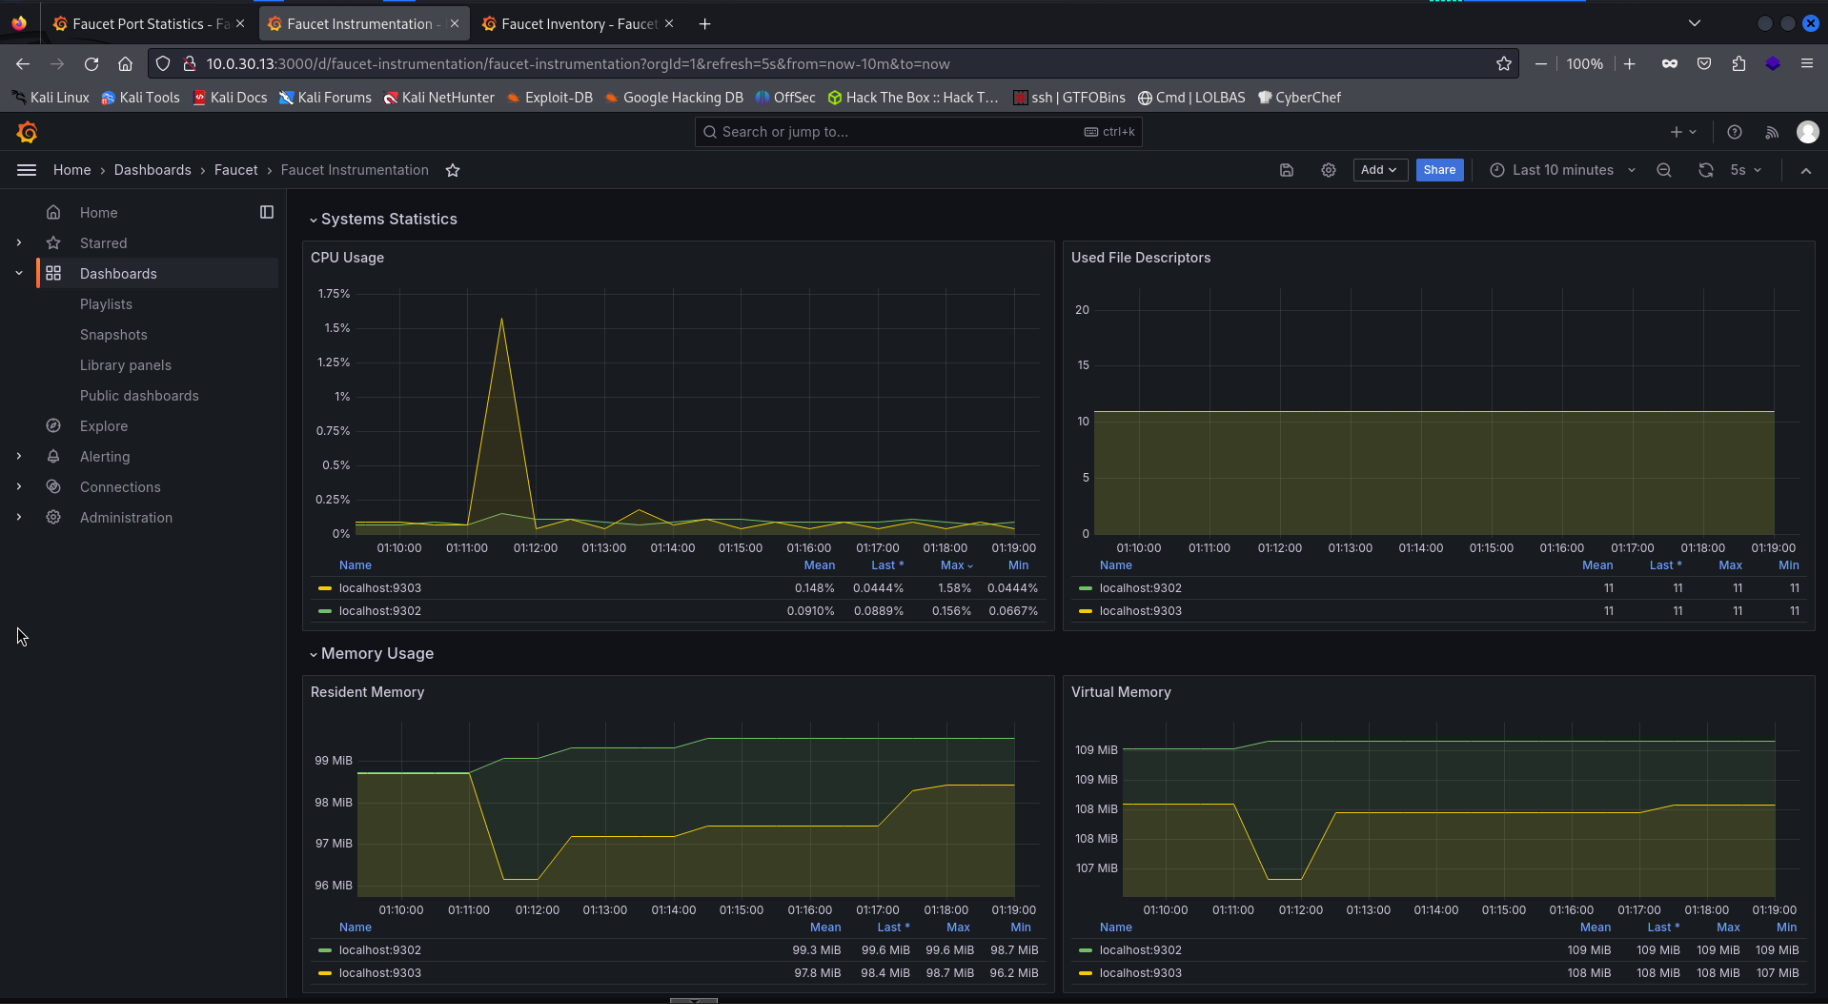 Faucet Port Statistics - Fa
Faucet Instrumentation -
Faucet Inventory - Faucet
10.0.30.13:3000/d/faucet-instrumentation/faucet-instrumentation?orgId=1&refresh=5s&from=now-10m&to=now
100%
Kali Linux Kali Tools Kali Docs Kali Forums Kali NetHunter Exploit-DB Google Hacking DB OffSec Hack The Box :: Hack T… ssh | GTFOBins Cmd | LOLBAS CyberChef
Search or jump to... ctrl+k
Home › Dashboards › Faucet › Faucet Instrumentation
Add Share Last 10 minutes 5s
Home
Starred
Dashboards
Playlists
Snapshots
Library panels
Public dashboards
Explore
Alerting
Connections
Administration
Systems Statistics
CPU Usage
1.75%
1.5%
1.25%
1%
0.75%
0.5%
0.25%
0%
01:10:00 01:11:00 01:12:00 01:13:00 01:14:00 01:15:00 01:16:00 01:17:00 01:18:00 01:19:00
Name Mean Last * Max Min
localhost:9303 0.148% 0.0444% 1.58% 0.0444%
localhost:9302 0.0910% 0.0889% 0.156% 0.0667%
Used File Descriptors
20
15
10
5
0
01:10:00 01:11:00 01:12:00 01:13:00 01:14:00 01:15:00 01:16:00 01:17:00 01:18:00 01:19:00
Name Mean Last * Max Min
localhost:9302 11 11 11 11
localhost:9303 11 11 11 11
Memory Usage
Resident Memory
99 MiB
98 MiB
97 MiB
96 MiB
01:10:00 01:11:00 01:12:00 01:13:00 01:14:00 01:15:00 01:16:00 01:17:00 01:18:00 01:19:00
Name Mean Last * Max Min
localhost:9302 99.3 MiB 99.6 MiB 99.6 MiB 98.7 MiB
localhost:9303 97.8 MiB 98.4 MiB 98.7 MiB 96.2 MiB
Virtual Memory
109 MiB
109 MiB
108 MiB
108 MiB
107 MiB
01:10:00 01:11:00 01:12:00 01:13:00 01:14:00 01:15:00 01:16:00 01:17:00 01:18:00 01:19:00
Name Mean Last * Max Min
localhost:9302 109 MiB 109 MiB 109 MiB 109 MiB
localhost:9303 108 MiB 108 MiB 108 MiB 107 MiB